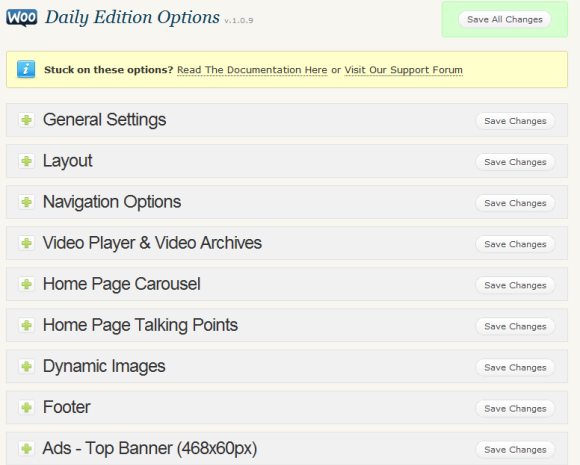 Woo Daily Edition Options v.1.0.9 Save All Changes
Stuck on these options? Read The Documentation Here or Visit Our Support Forum
General Settings Save Changes
Layout Save Changes
Navigation Options Save Changes
Video Player & Video Archives Save Changes
Home Page Carousel Save Changes
Home Page Talking Points Save Changes
Dynamic Images Save Changes
Footer Save Changes
Ads - Top Banner (468x60px) Save Changes